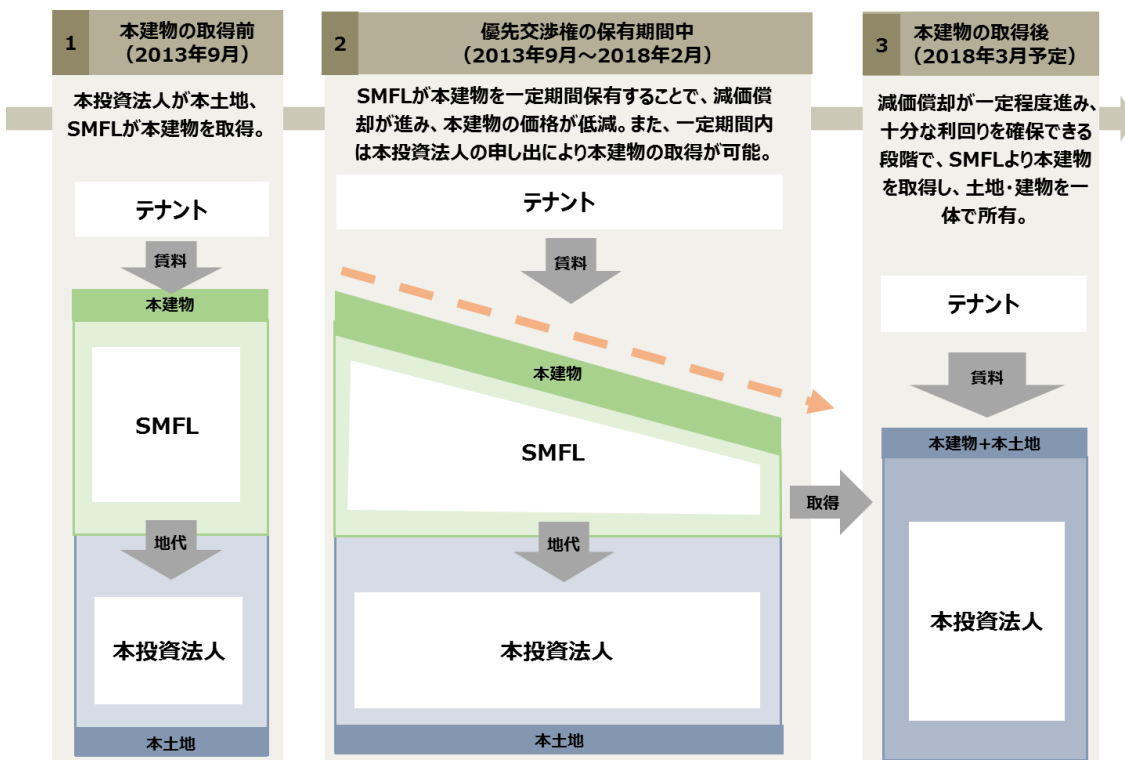 1
本建物の取得前
（2013年9月）
本投資法人が本土地、
SMFLが本建物を取得。
テナント
賃料
本建物
SMFL
地代
本投資法人
本土地
2
優先交渉権の保有期間中
（2013年9月～2018年2月）
SMFLが本建物を一定期間保有することで、減価償
却が進み、本建物の価格が低減。また、一定期間内
は本投資法人の申し出により本建物の取得が可能。
テナント
賃料
本建物
SMFL
地代
本投資法人
本土地
取得
3
本建物の取得後
（2018年3月予定）
減価償却が一定程度進み、
十分な利回りを確保できる
段階で、SMFLより本建物
を取得し、土地・建物を一
体で所有。
テナント
賃料
本建物+本土地
本投資法人